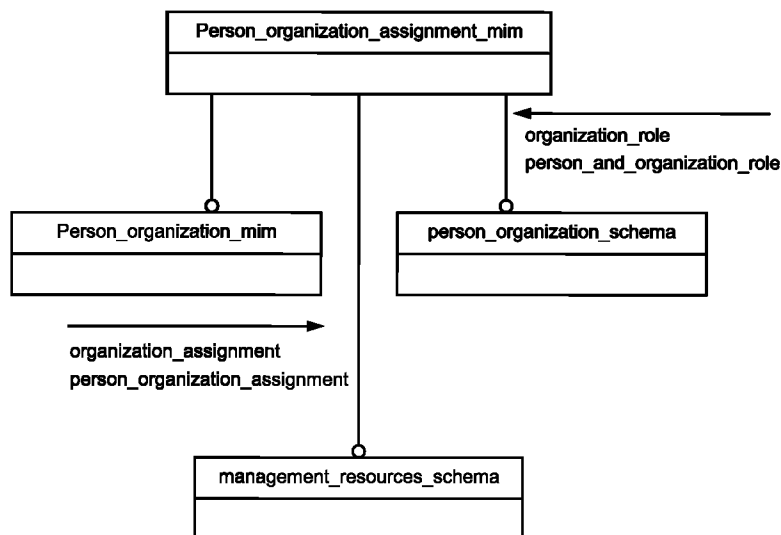 Person_organization_assignment_mim
organization_role
person_and_organization_role
Person_organization_mim
person_organization_schema
organization_assignment
person_organization_assignment
management_resources_schema